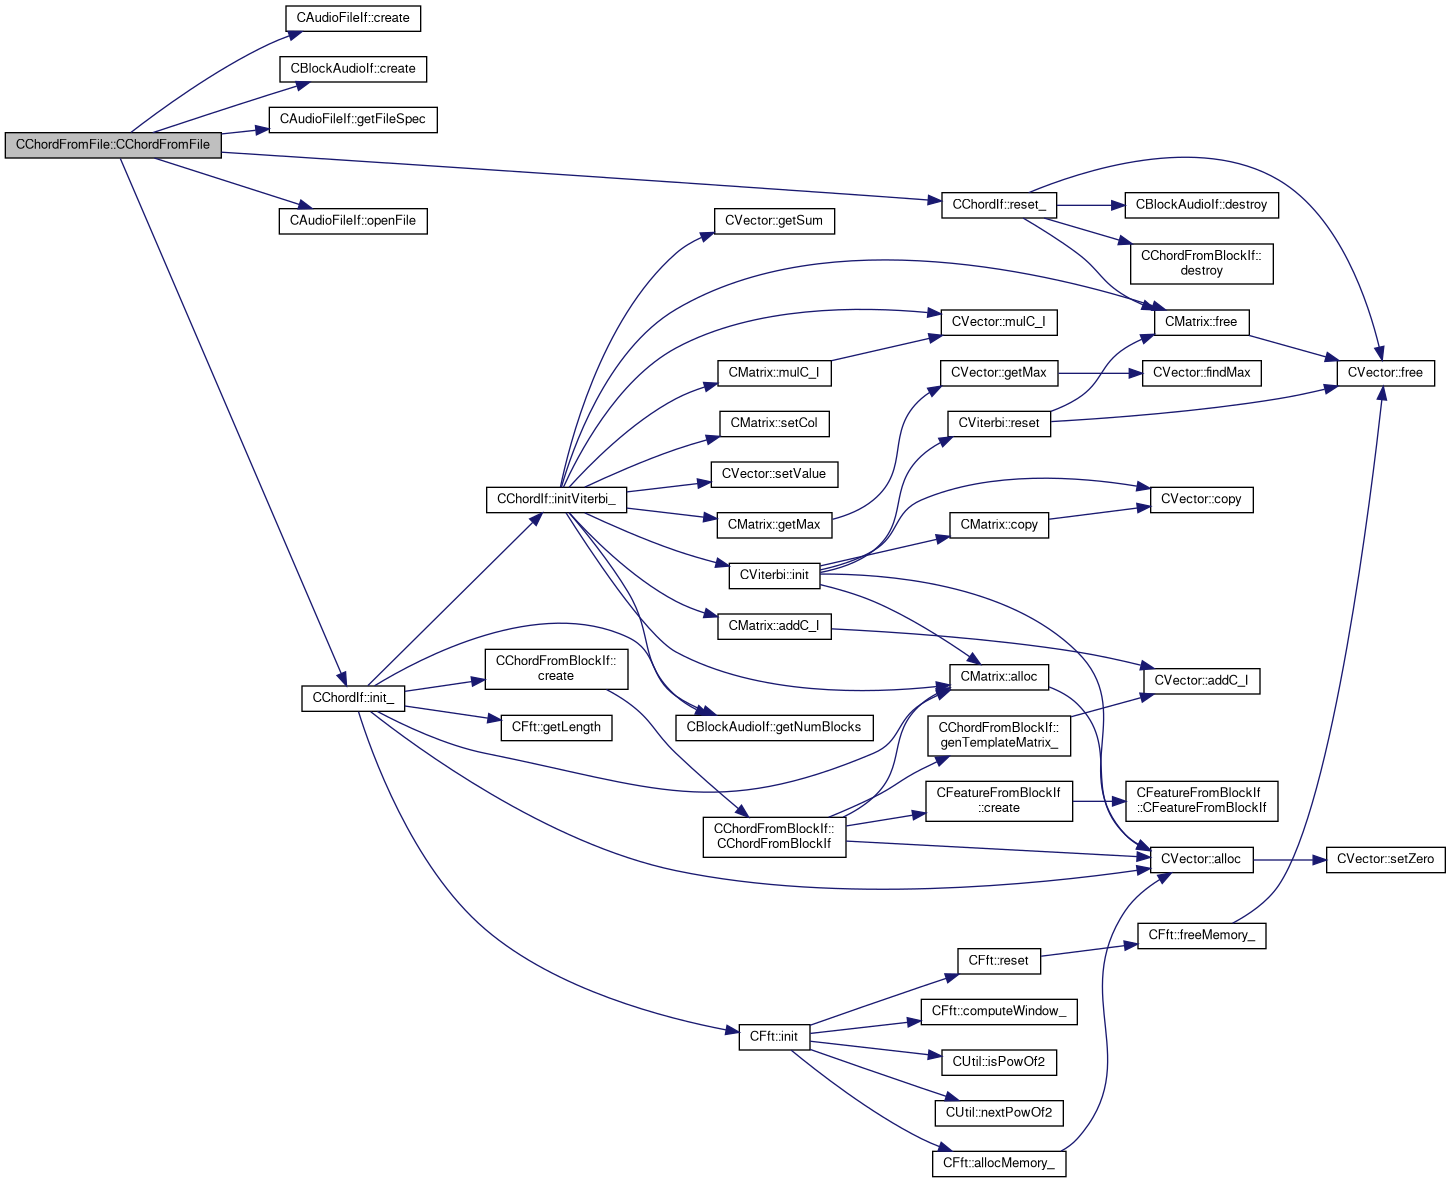 CAudioFileIf::create
CBlockAudioIf::create
CAudioFileIf::getFileSpec
CChordFromFile::CChordFromFile
CAudioFileIf::openFile
CChordIf::reset_
CBlockAudioIf::destroy
CVector::getSum
CChordFromBlockIf::
destroy
CVector::mulC_I
CMatrix::free
CMatrix::mulC_I
CVector::getMax
CVector::findMax
CVector::free
CMatrix::setCol
CViterbi::reset
CVector::setValue
CChordIf::initViterbi_
CVector::copy
CMatrix::getMax
CMatrix::copy
CViterbi::init
CMatrix::addC_I
CChordFromBlockIf::
create
CMatrix::alloc
CVector::addC_I
CChordIf::init_
CFft::getLength
CBlockAudioIf::getNumBlocks
CChordFromBlockIf::
genTemplateMatrix_
CFeatureFromBlockIf
::create
CFeatureFromBlockIf
::CFeatureFromBlockIf
CChordFromBlockIf::
CChordFromBlockIf
CVector::alloc
CVector::setZero
CFft::freeMemory_
CFft::reset
CFft::computeWindow_
CFft::init
CUtil::isPowOf2
CUtil::nextPowOf2
CFft::allocMemory_